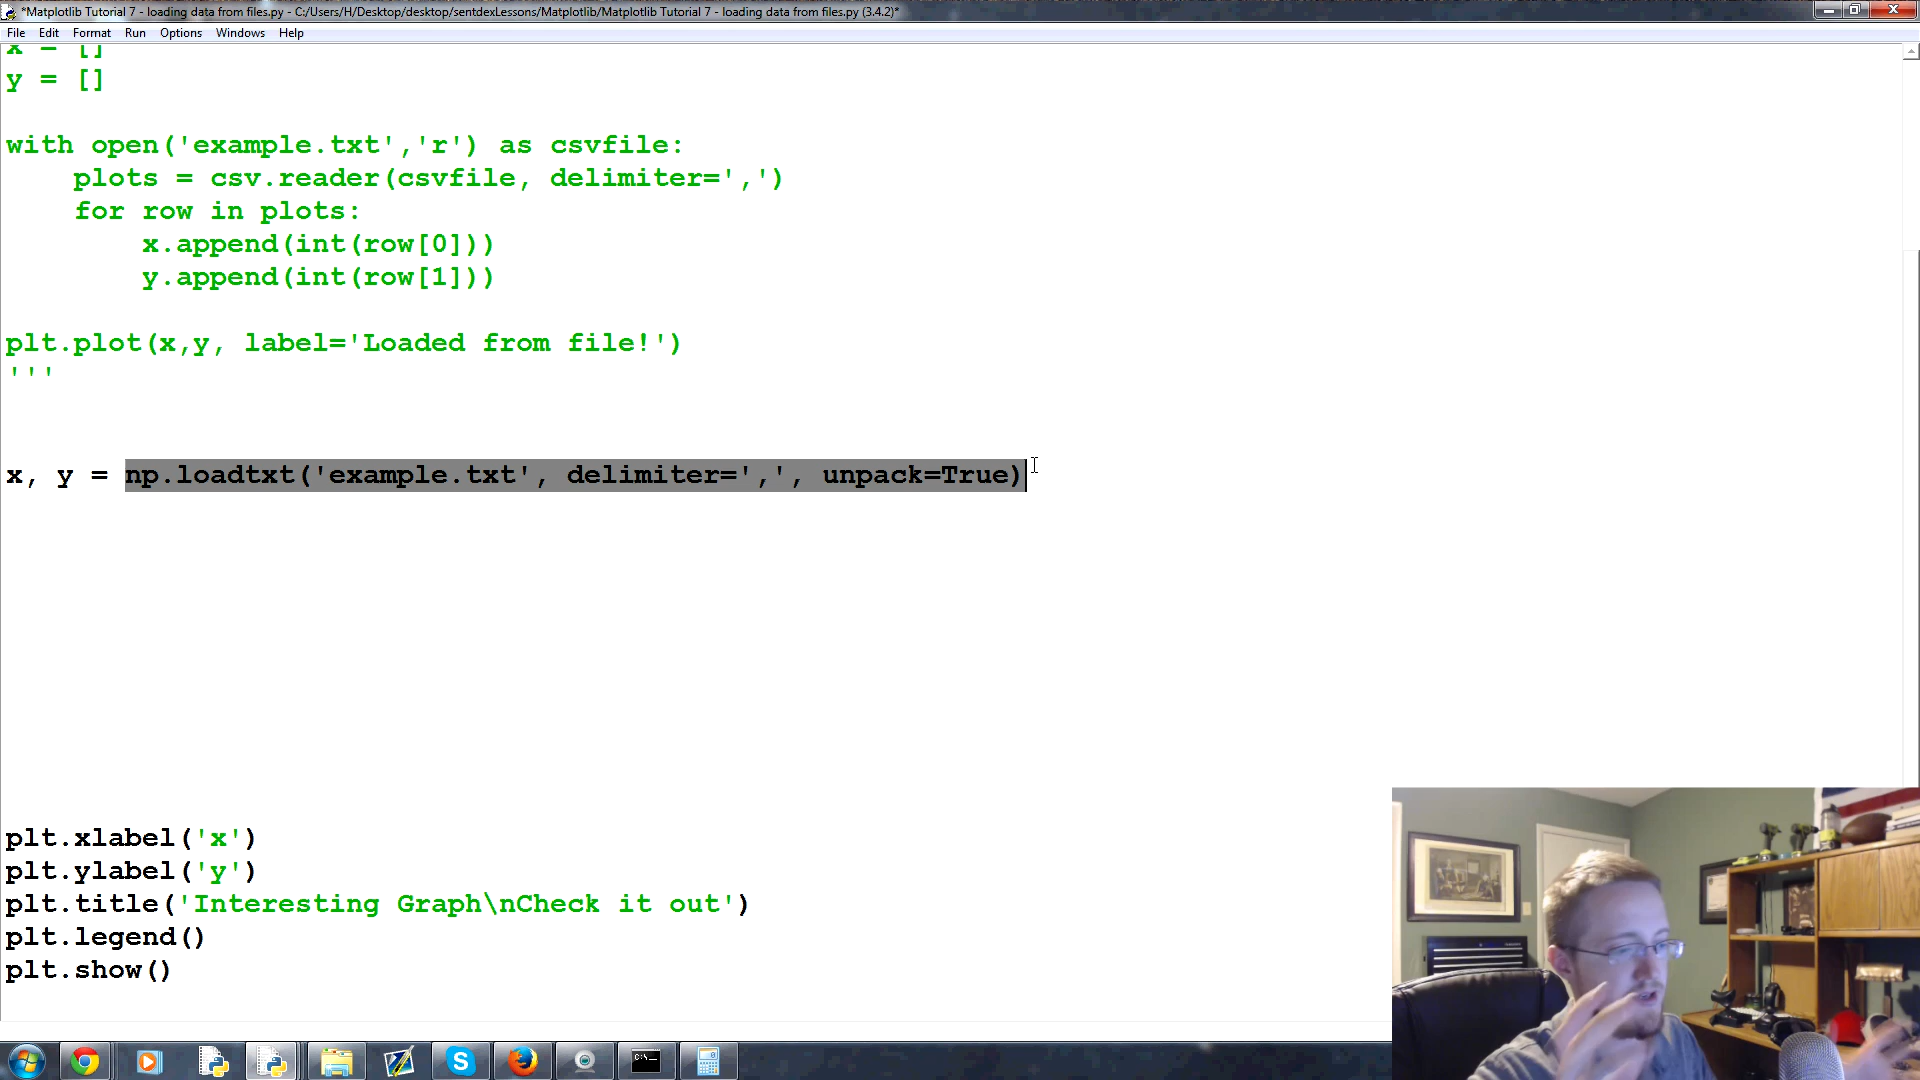 *Matplotlib Tutorial 7 - loading data from files.py - C:/Users/H/Desktop/desktop/sentdexLessons/Matplotlib/Matplotlib Tutorial 7 - loading data from files.py (3.4.2)*
File Edit Format Run Options Windows Help
x = []
y = []
with open('example.txt','r') as csvfile:
    plots = csv.reader(csvfile, delimiter=',')
    for row in plots:
        x.append(int(row[0]))
        y.append(int(row[1]))
plt.plot(x,y, label='Loaded from file!')
'''
x, y = np.loadtxt('example.txt', delimiter=',', unpack=True)
plt.xlabel('x')
plt.ylabel('y')
plt.title('Interesting Graph\nCheck it out')
plt.legend()
plt.show()